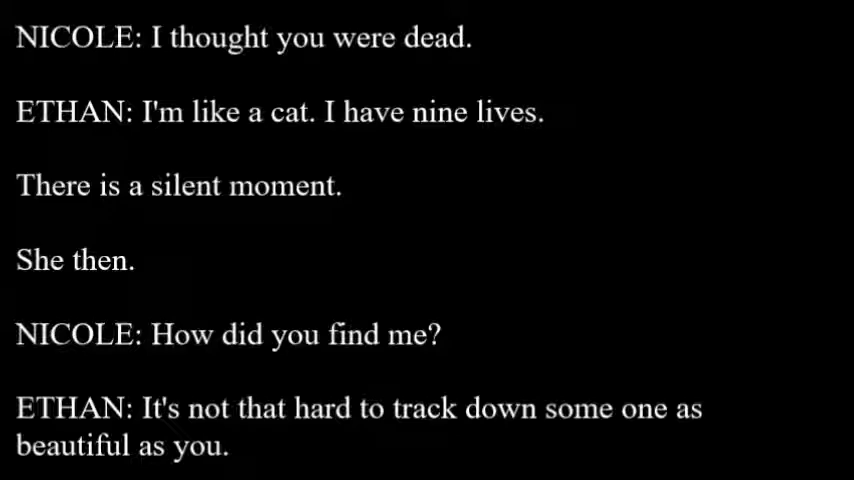 NICOLE: I thought you were dead.
ETHAN: I'm like a cat. I have nine lives.
There is a silent moment.
She then.
NICOLE: How did you find me?
ETHAN: It's not that hard to track down some one as
beautiful as you.